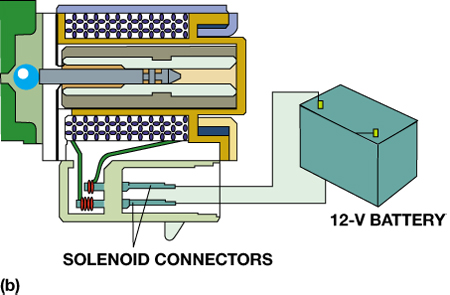 12-V BATTERY
SOLENOID CONNECTORS
(b)